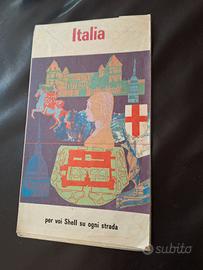 Italia
per voi Shell su ogni strada
subito